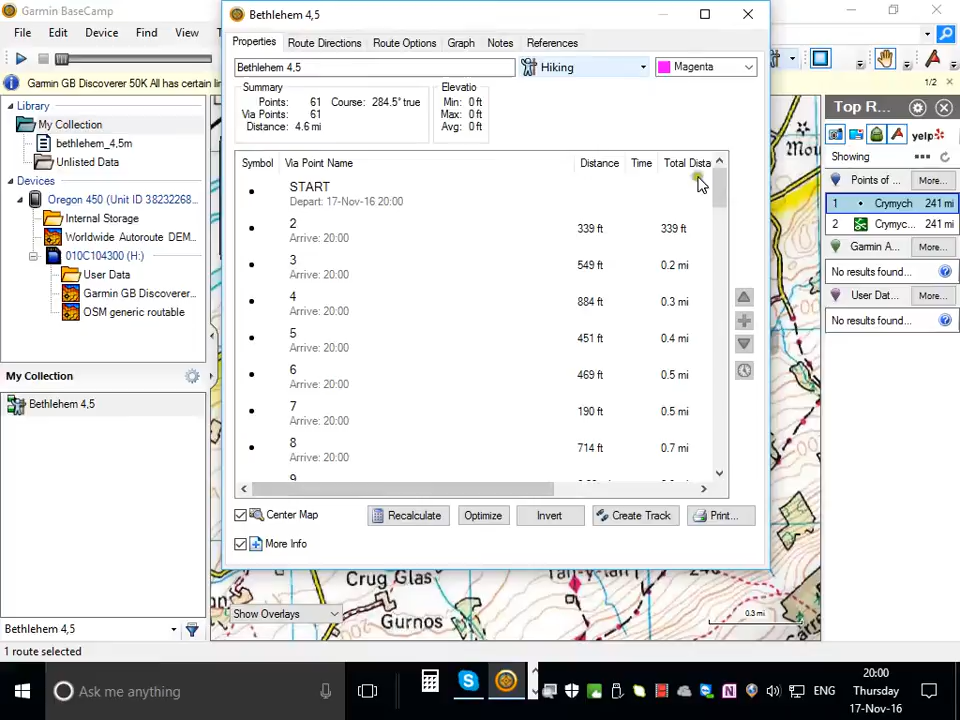 Garmin BaseCamp
File Edit Device Find View
Garmin GB Discoverer 50K All has certain
1/2
Library
My Collection
bethlehem_4,5m
Unlisted Data
Devices
Oregon 450 (Unit ID 38232268...
Internal Storage
Worldwide Autoroute DEM...
010C104300 (H:)
User Data
Garmin GB Discoverer...
OSM generic routable
My Collection
Bethlehem 4,5
Bethlehem 4,5
1 route selected
Bethlehem 4,5
Properties Route Directions Route Options Graph Notes References
Bethlehem 4,5 Hiking Magenta
Summary
Points: 61 Course: 284.5° true
Via Points: 61
Distance: 4.6 mi
Elevatio
Min: 0 ft
Max: 0 ft
Avg: 0 ft
Symbol Via Point Name Distance Time Total Dista
START
Depart: 17-Nov-16 20:00
2 339 ft 339 ft
Arrive: 20:00
3 549 ft 0.2 mi
Arrive: 20:00
4 884 ft 0.3 mi
Arrive: 20:00
5 451 ft 0.4 mi
Arrive: 20:00
6 469 ft 0.5 mi
Arrive: 20:00
7 190 ft 0.5 mi
Arrive: 20:00
8 714 ft 0.7 mi
Arrive: 20:00
9
Center Map Recalculate Optimize Invert Create Track Print...
More Info
Top R...
yelp
Showing
Points of ... More...
1 Crymych 241 mi
2 Crymyc... 241 mi
Garmin A... More...
No results found...
User Dat... More...
No results found...
Mou
Crug Glas
Gurnos
Show Overlays
0.3 mi
Ask me anything
ENG
20:00
Thursday
17-Nov-16